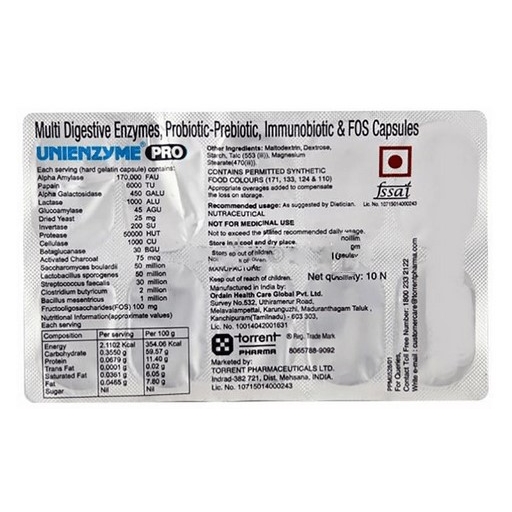 Multi Digestive Enzymes, Probiotic-Prebiotic, Immunobiotic & FOS Capsules
UNIENZYME® PRO
Each serving (hard gelatin capsule) contains:
Alpha Amylase 170,000 FAU
Papain 6000 TU
Alpha Galactosidase 450 GALU
Lactase 1000 ALU
Glucoamylase 45 AGU
Dried Yeast 25 mg
Invertase 200 SU
Protease 50000 HUT
Cellulase 1000 CU
Betaglucanase 30 BGU
Activated Charcoal 75 mcg
Saccharomyces boulardii 50 million
Lactobacillus sporogenes 60 million
Streptococcus faecalis 30 million
Clostridium butyricum 2 million
Bacillus mesentricus 1 million
Fructooligosaccharides(FOS) 100 mg
Nutritional Information(approximate values)
Each serving
Composition Per serving Per 100 g
Energy 2.1102 Kcal 354.06 Kcal
Carbohydrate 0.3550 g 59.57 g
Protein 0.0679 g 11.40 g
Trans Fat 0.0001 g 0.02 g
Saturated Fat 0.0361 g 6.05 g
Fat 0.0465 g 7.80 g
Sugar Nil Nil
Other Ingredients: Maltodextrin, Dextrose,
Starch, Talc (553 (iii)), Magnesium
Stearate(470(iii)).
CONTAINS PERMITTED SYNTHETIC
FOOD COLOURS (171, 133, 124 & 110)
Appropriate overages added to compensate
the loss on storage.
Recommended usage: As suggested by Dietician.
NUTRACEUTICAL
NOT FOR MEDICINAL USE
Not to exceed the stated recommended daily usage.
Store in a cool and dry place.
Keep out of reach of children.
Net quantity: 10 N
Manufactured in India by:
Ordain Health Care Global Pvt. Ltd.
Survey No.532, Uthiramerur Road,
Melavalampettai, Karunguzhi, Maduranthagam Taluk,
Kanchipuram(Tamilnadu) - 603 303,
Lic. No. 10014042001631
torrent
PHARMA
® Reg. Trade Mark
8065788-9092
Marketed by:
TORRENT PHARMACEUTICALS LTD.
Indrad-382 721, Dist. Mehsana, INDIA.
Lic. No. 10715014000243
fssai
Lic. No. 10715014000243
For Queries,
Contact Toll Free Number: 1800 233 2122
Write e-mail : customercare@torrentpharma.com